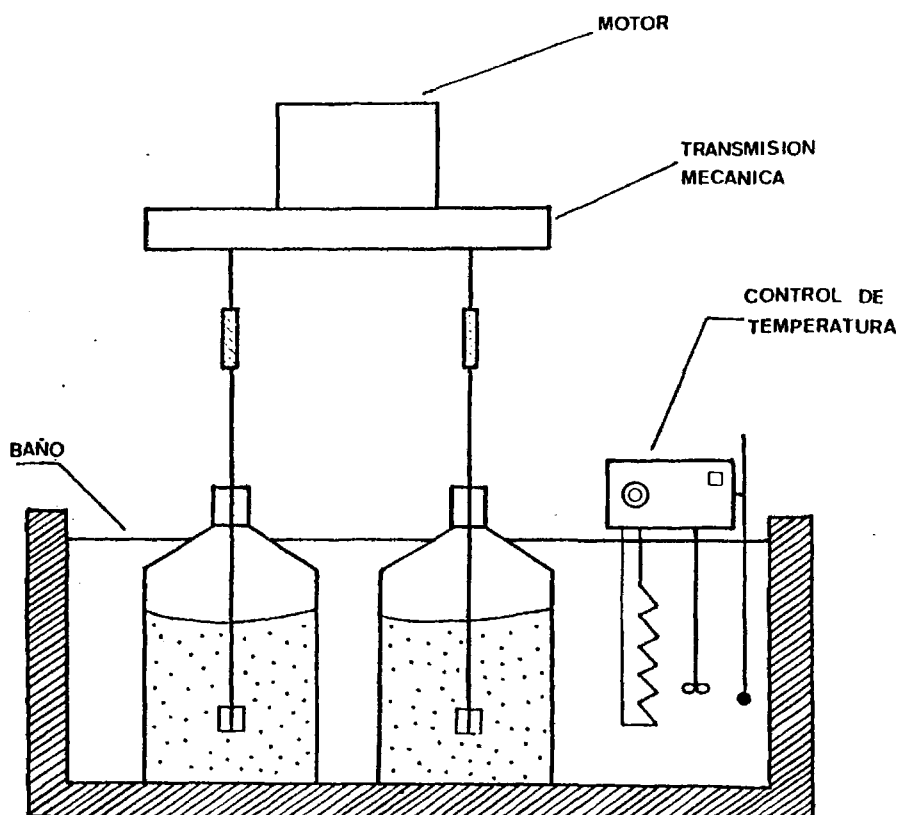 MOTOR
TRANSMISION
MECANICA
CONTROL DE
TEMPERATURA
BAÑO